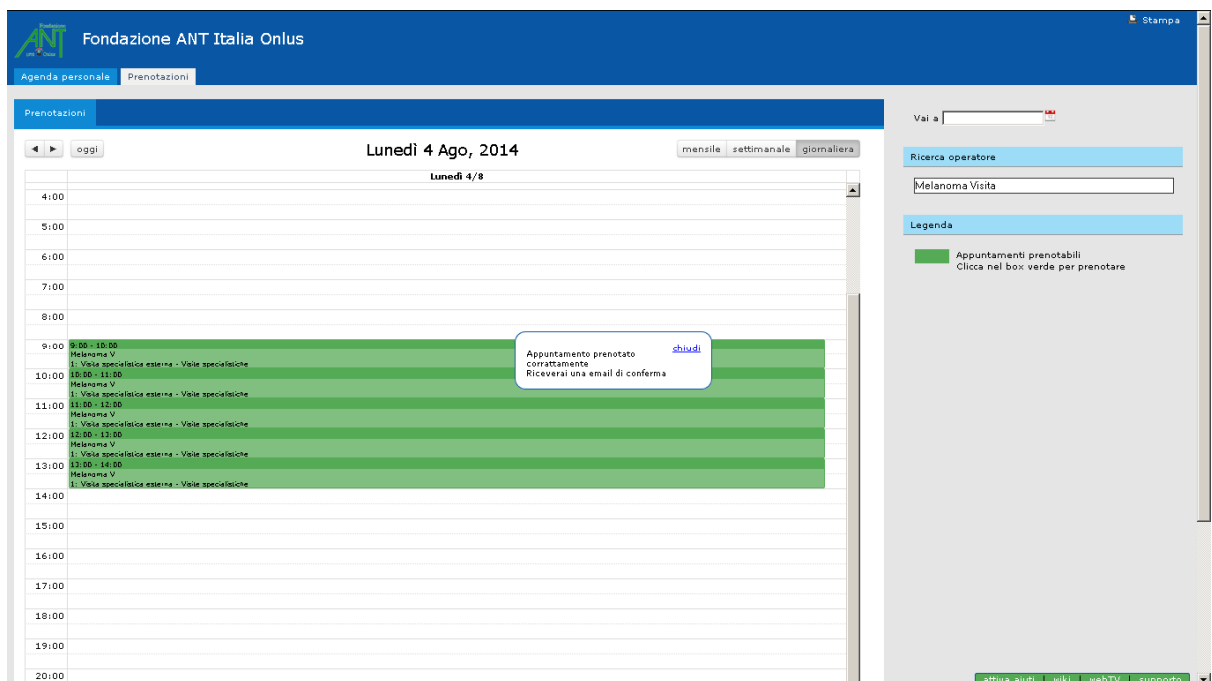 Stampa
Fondazione
ANT
Italia Onlus
Fondazione ANT Italia Onlus
Agenda personale
Prenotazioni
Prenotazioni
Vai a
oggi
Lunedì 4 Ago, 2014
mensile settimanale giornaliera
Ricerca operatore
Melanoma Visita
Legenda
Appuntamenti prenotabili
Clicca nel box verde per prenotare
Lunedì 4/8
4:00
5:00
6:00
7:00
8:00
9:00
9:00 - 10:00
Melanoma V
1: Visita specialistica esterna - Visite specialistiche
Appuntamento prenotato
corrattamente
Riceverai una email di conferma
chiudi
10:00
10:00 - 11:00
Melanoma V
1: Visita specialistica esterna - Visite specialistiche
11:00
11:00 - 12:00
Melanoma V
1: Visita specialistica esterna - Visite specialistiche
12:00
12:00 - 13:00
Melanoma V
1: Visita specialistica esterna - Visite specialistiche
13:00
13:00 - 14:00
Melanoma V
1: Visita specialistica esterna - Visite specialistiche
14:00
15:00
16:00
17:00
18:00
19:00
20:00
attiva aiuti | wiki | webTV | supporto